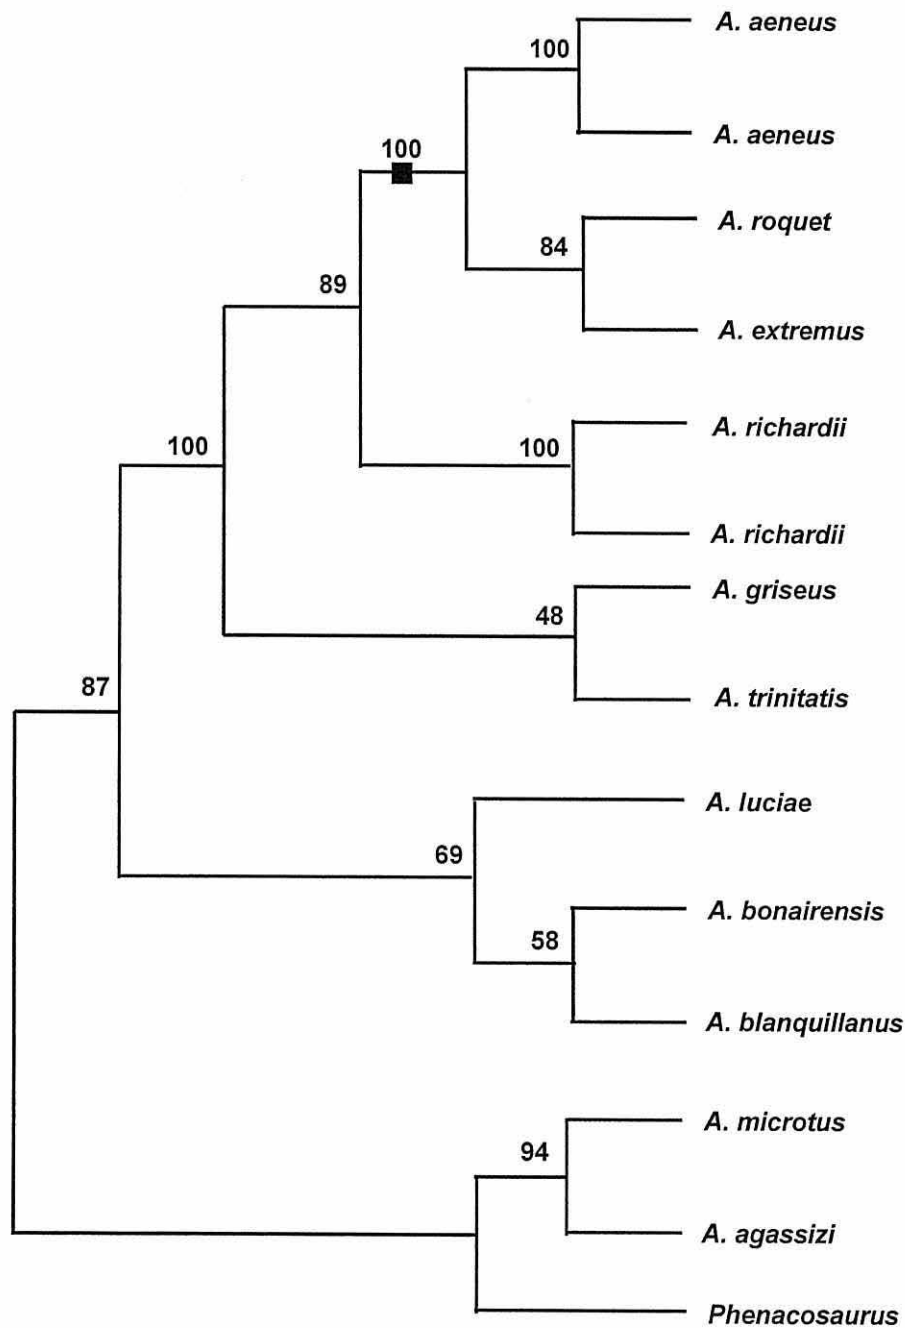 A. aeneus
100
A. aeneus
100
A. roquet
84
89
A. extremus
A. richardii
100
100
A. richardii
A. griseus
48
87
A. trinitatis
A. luciae
69
A. bonairensis
58
A. blanquillanus
A. microtus
94
A. agassizi
Phenacosaurus